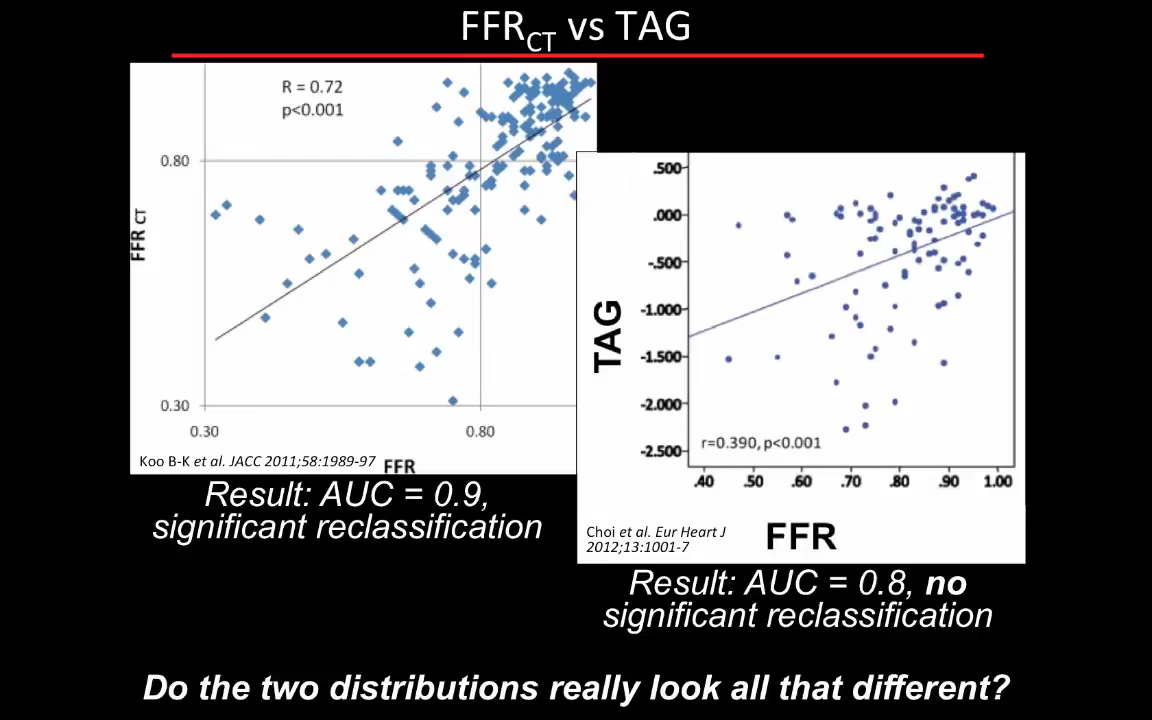 FFRCT vs TAG
R = 0.72
p<0.001
0.80
FFR CT
0.30
0.30
0.80
Koo B-K et al. JACC 2011;58:1989-97
FFR
Result: AUC = 0.9,
significant reclassification
.500
.000
-.500
-1.000
-1.500
-2.000
-2.500
TAG
r=0.390, p<0.001
.40
.50
.60
.70
.80
.90
1.00
Choi et al. Eur Heart J
2012;13:1001-7
FFR
Result: AUC = 0.8, no
significant reclassification
Do the two distributions really look all that different?